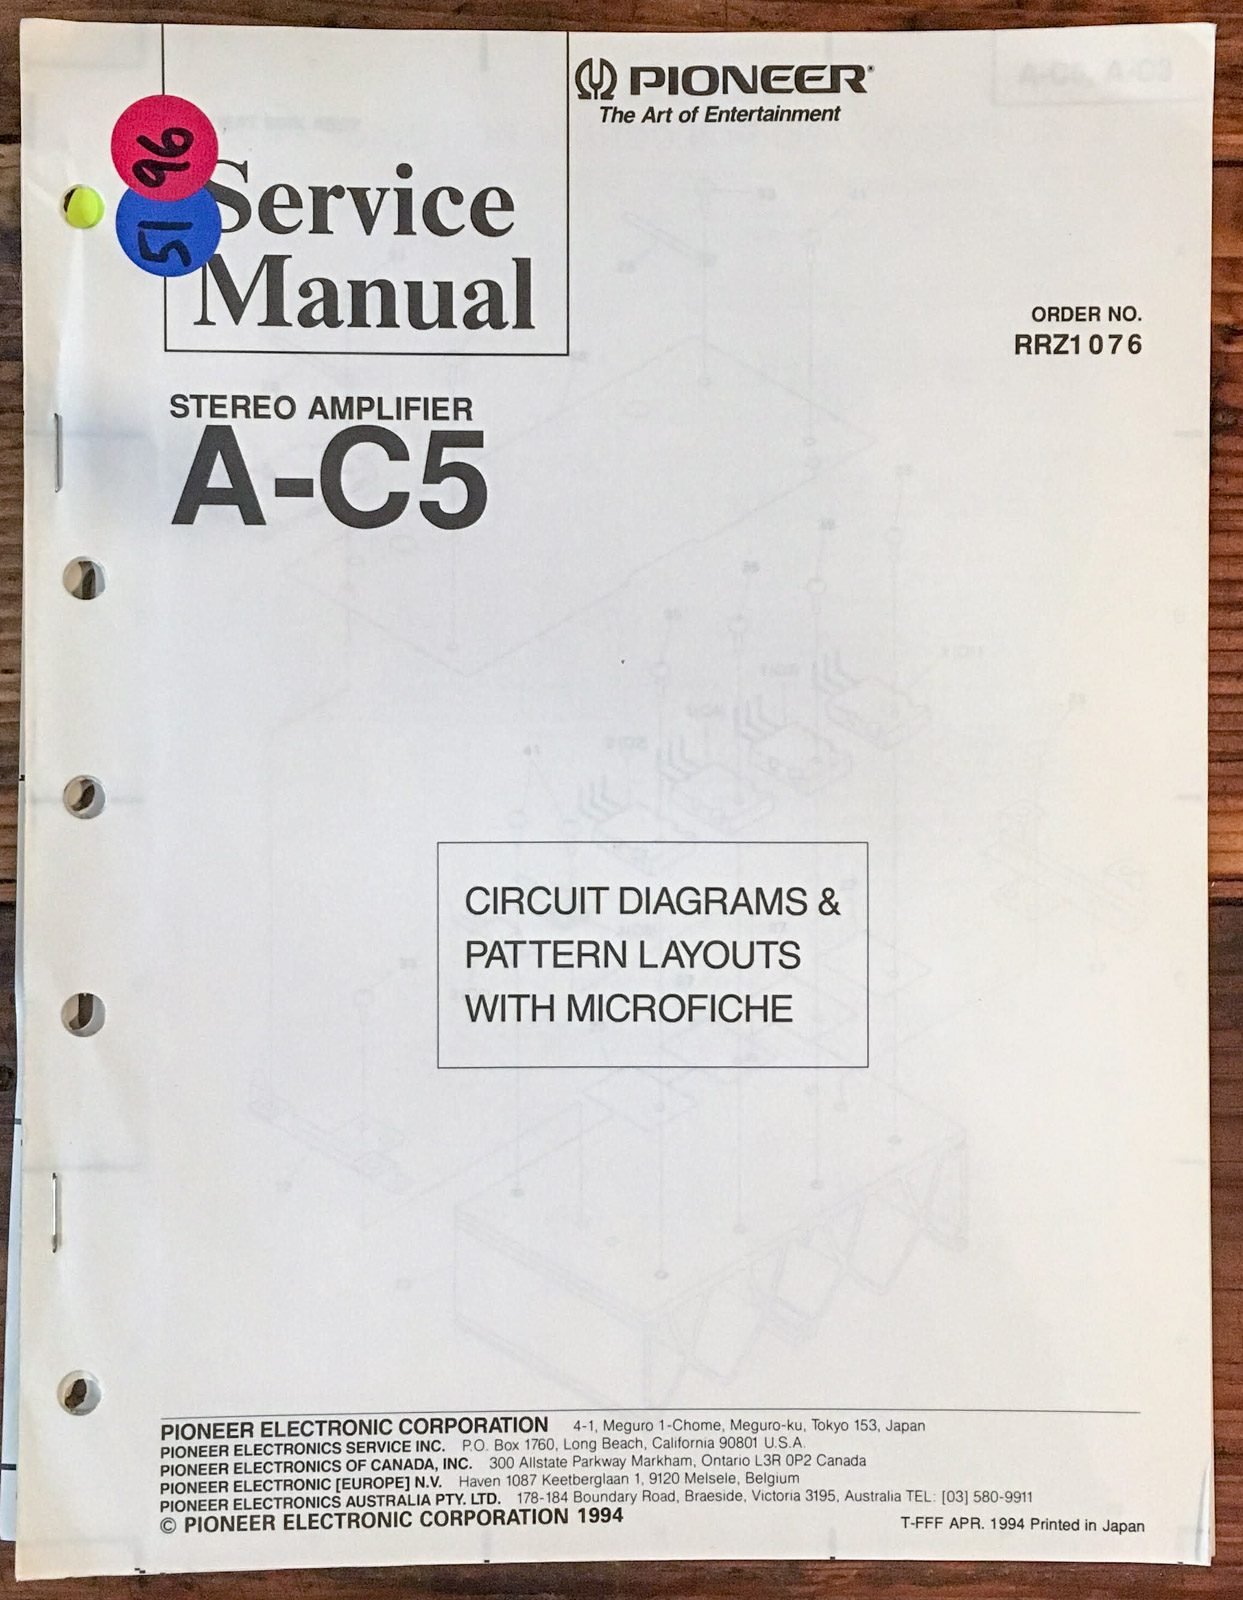 PIONEER®
The Art of Entertainment
96
51
Service
Manual
ORDER NO.
RRZ1076
STEREO AMPLIFIER
A-C5
CIRCUIT DIAGRAMS &
PATTERN LAYOUTS
WITH MICROFICHE
PIONEER ELECTRONIC CORPORATION 4-1, Meguro 1-Chome, Meguro-ku, Tokyo 153, Japan
PIONEER ELECTRONICS SERVICE INC. P.O. Box 1760, Long Beach, California 90801 U.S.A.
PIONEER ELECTRONICS OF CANADA, INC. 300 Allstate Parkway Markham, Ontario L3R 0P2 Canada
PIONEER ELECTRONIC [EUROPE] N.V. Haven 1087 Keetberglaan 1, 9120 Melsele, Belgium
PIONEER ELECTRONICS AUSTRALIA PTY. LTD. 178-184 Boundary Road, Braeside, Victoria 3195, Australia TEL: [03] 580-9911
© PIONEER ELECTRONIC CORPORATION 1994
T-FFF APR. 1994 Printed in Japan